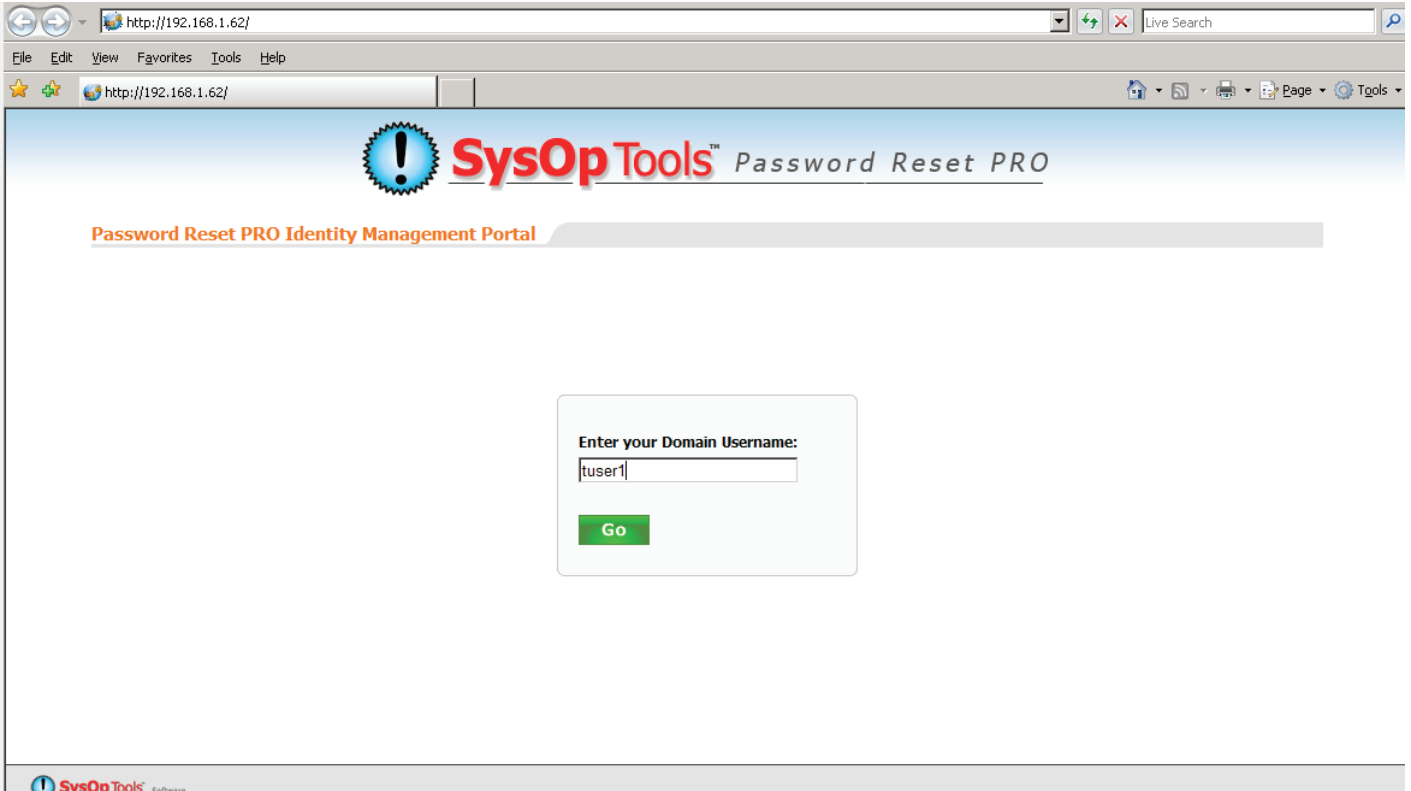 http://192.168.1.62/
Live Search
File Edit View Favorites Tools Help
http://192.168.1.62/
Page Tools
! SysOp Tools™ Password Reset PRO
Password Reset PRO Identity Management Portal
Enter your Domain Username:
tuser1
Go
! SysOp Tools™ Software